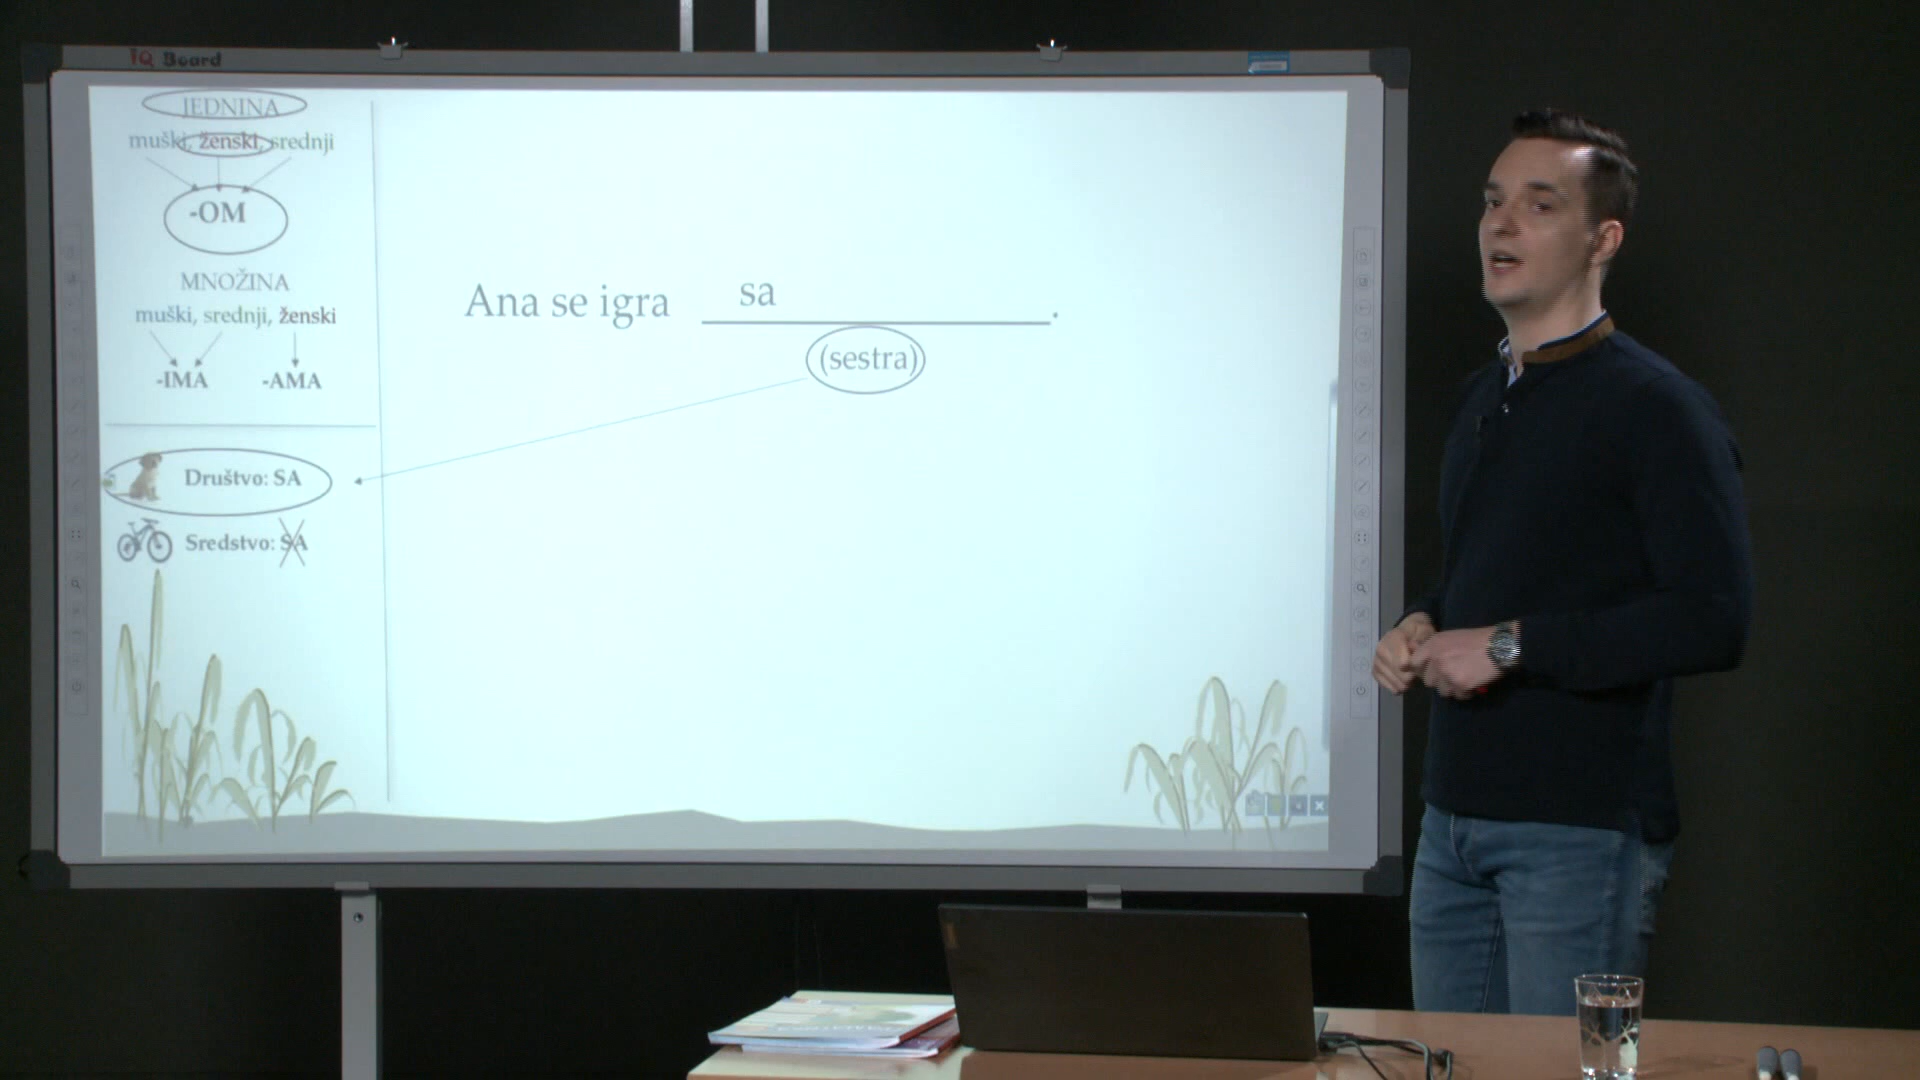 iQ Board
JEDNINA
muški, ženski, srednji
-OM
MNOŽINA
muški, srednji, ženski
-IMA -AMA
Društvo: SA
Sredstvo: SA
Ana se igra sa .
(sestra)